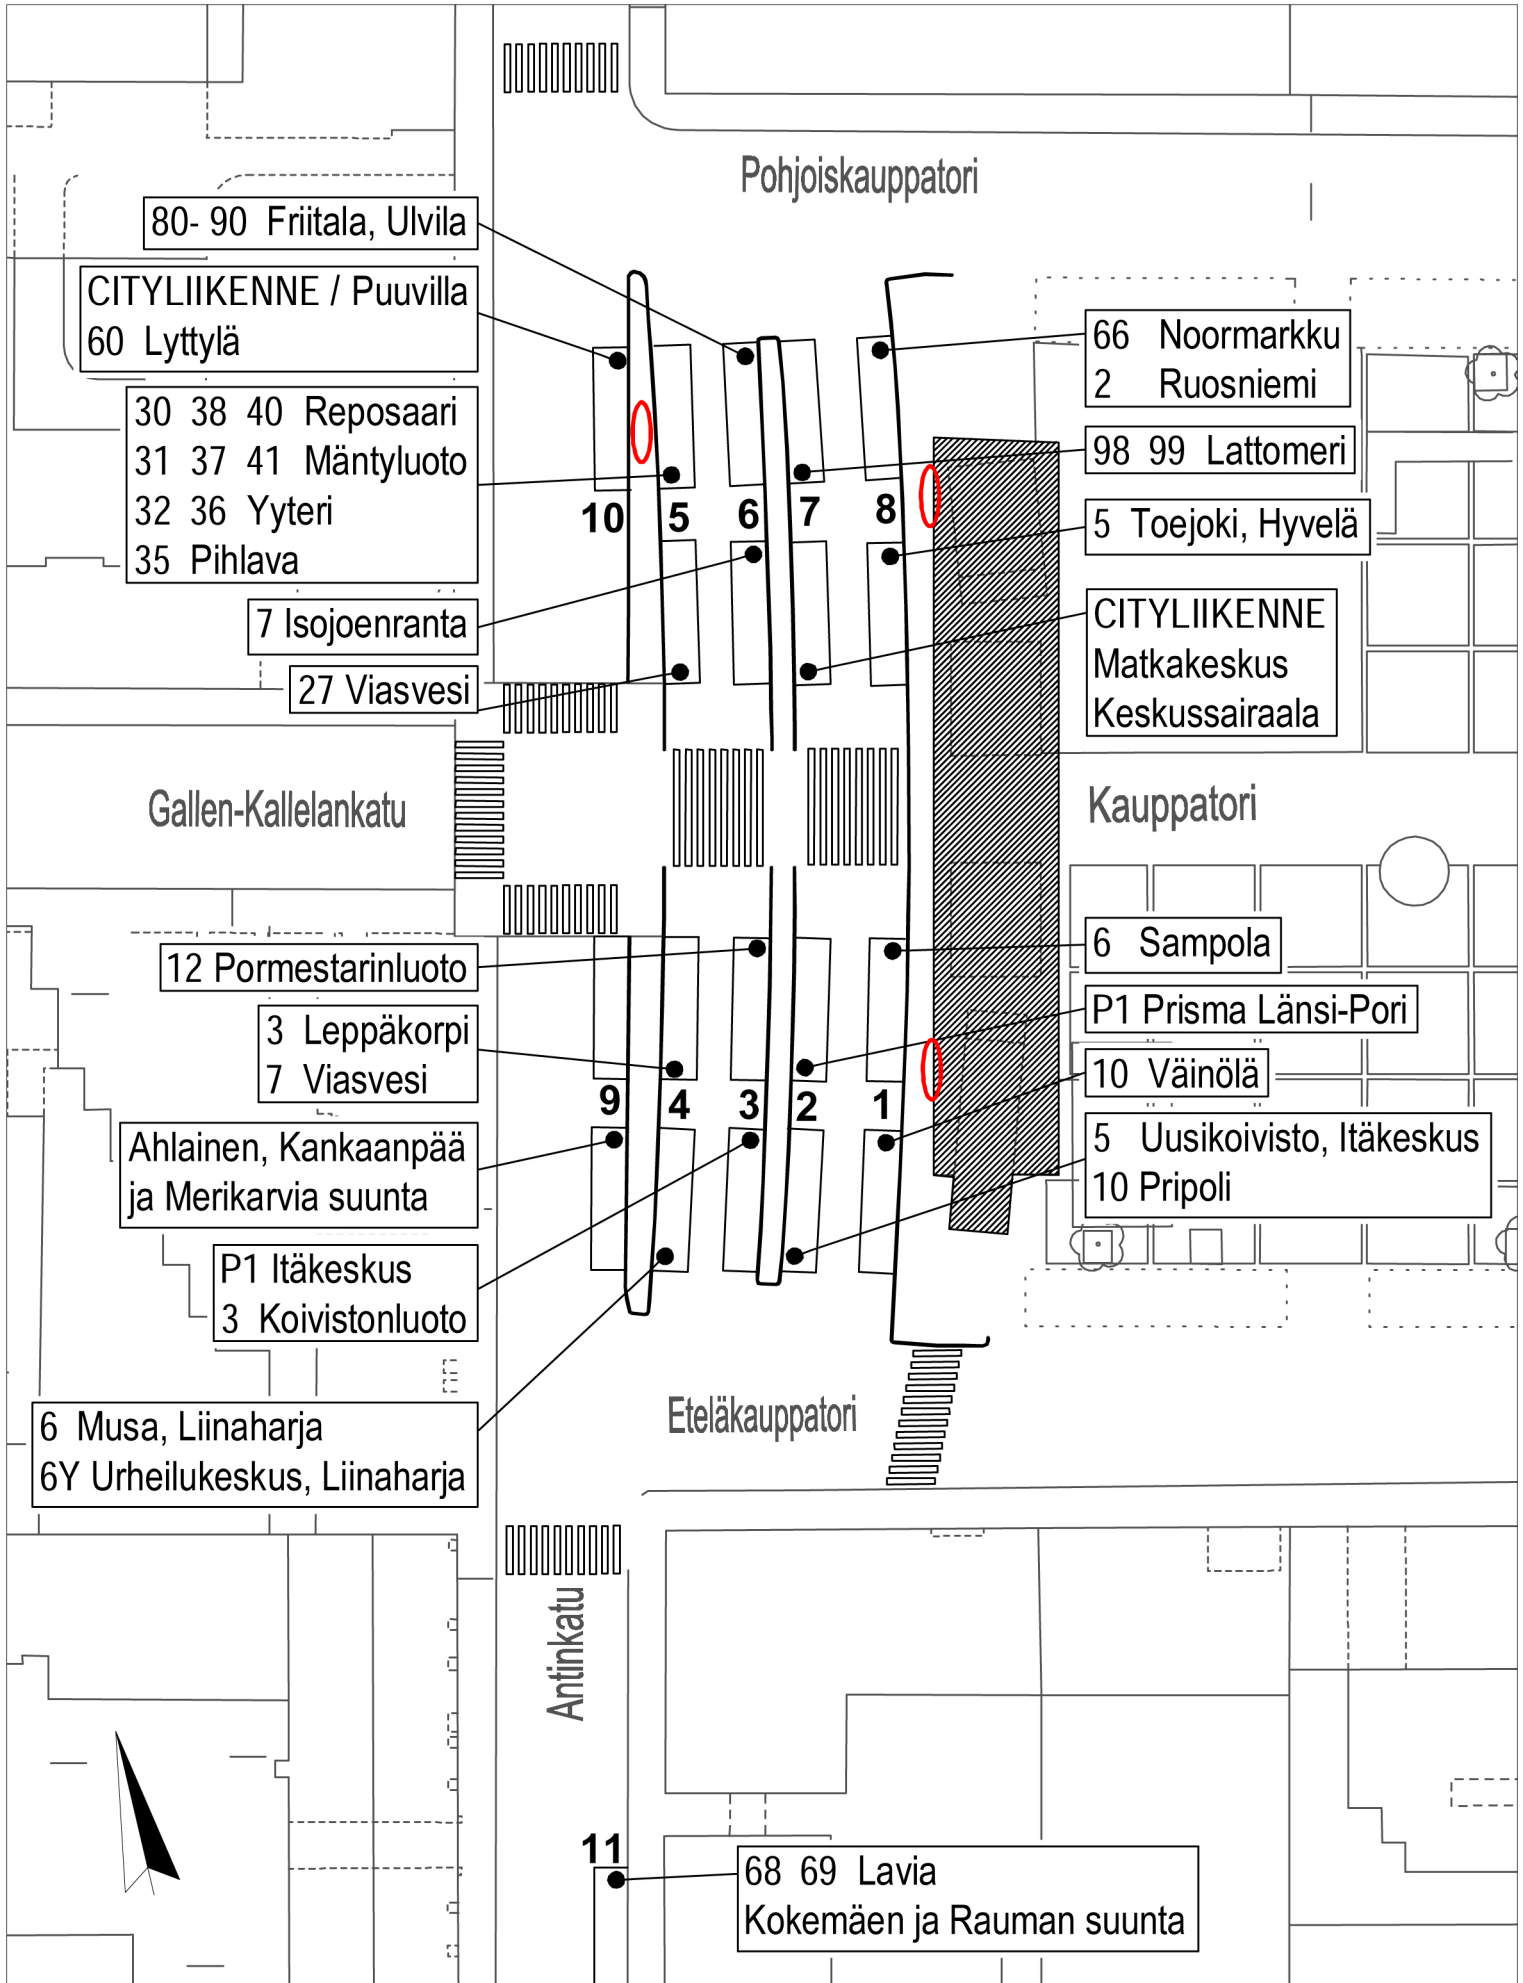 Pohjoiskauppatori
80- 90 Friitala, Ulvila
CITYLIIKENNE / Puuvilla
60 Lyttylä
30 38 40 Reposaari
31 37 41 Mäntyluoto
32 36 Yyteri
35 Pihlava
7 Isojoenranta
27 Viasvesi
66 Noormarkku
2 Ruosniemi
98 99 Lattomeri
5 Toejoki, Hyvelä
CITYLIIKENNE
Matkakeskus
Keskussairaala
10
5
6
7
8
Gallen-Kallelankatu
Kauppatori
12 Pormestarinluoto
3 Leppäkorpi
7 Viasvesi
Ahlainen, Kankaanpää
ja Merikarvia suunta
P1 Itäkeskus
3 Koivistonluoto
6 Musa, Liinaharja
6Y Urheilukeskus, Liinaharja
9
4
3
2
1
6 Sampola
P1 Prisma Länsi-Pori
10 Väinölä
5 Uusikoivisto, Itäkeskus
10 Pripoli
Eteläkauppatori
Antinkatu
11
68 69 Lavia
Kokemäen ja Rauman suunta